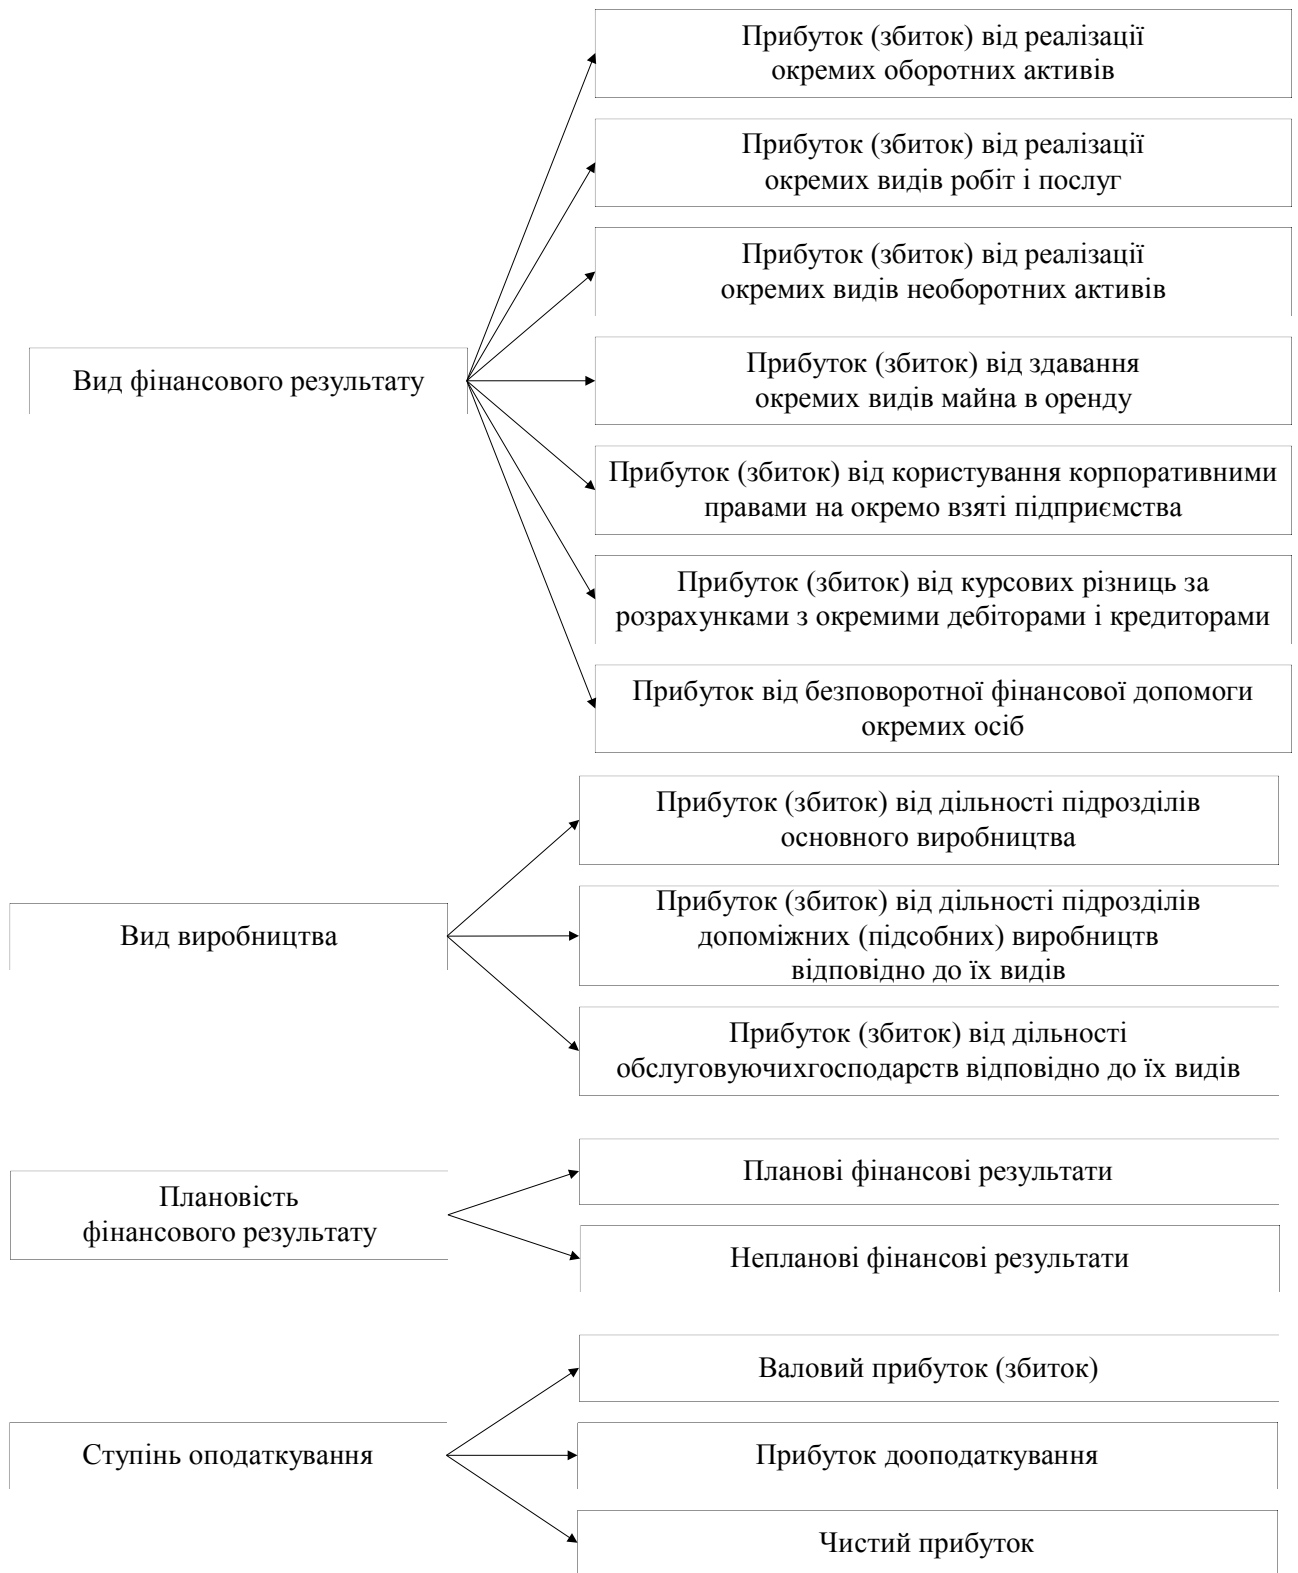 Прибуток (збиток) від реалізації
окремих оборотних активів
Прибуток (збиток) від реалізації
окремих видів робіт і послуг
Прибуток (збиток) від реалізації
окремих видів необоротних активів
Вид фінансового результату
Прибуток (збиток) від здавання
окремих видів майна в оренду
Прибуток (збиток) від користування корпоративними
правами на окремо взяті підприємства
Прибуток (збиток) від курсових різниць за
розрахунками з окремими дебіторами і кредиторами
Прибуток від безповоротної фінансової допомоги
окремих осіб
Вид виробництва
Прибуток (збиток) від дільності підрозділів
основного виробництва
Прибуток (збиток) від дільності підрозділів
допоміжних (підсобних) виробництв
відповідно до їх видів
Прибуток (збиток) від дільності
обслуговуючихгосподарств відповідно до їх видів
Плановість
фінансового результату
Планові фінансові результати
Непланові фінансові результати
Ступінь оподаткування
Валовий прибуток (збиток)
Прибуток дооподаткування
Чистий прибуток